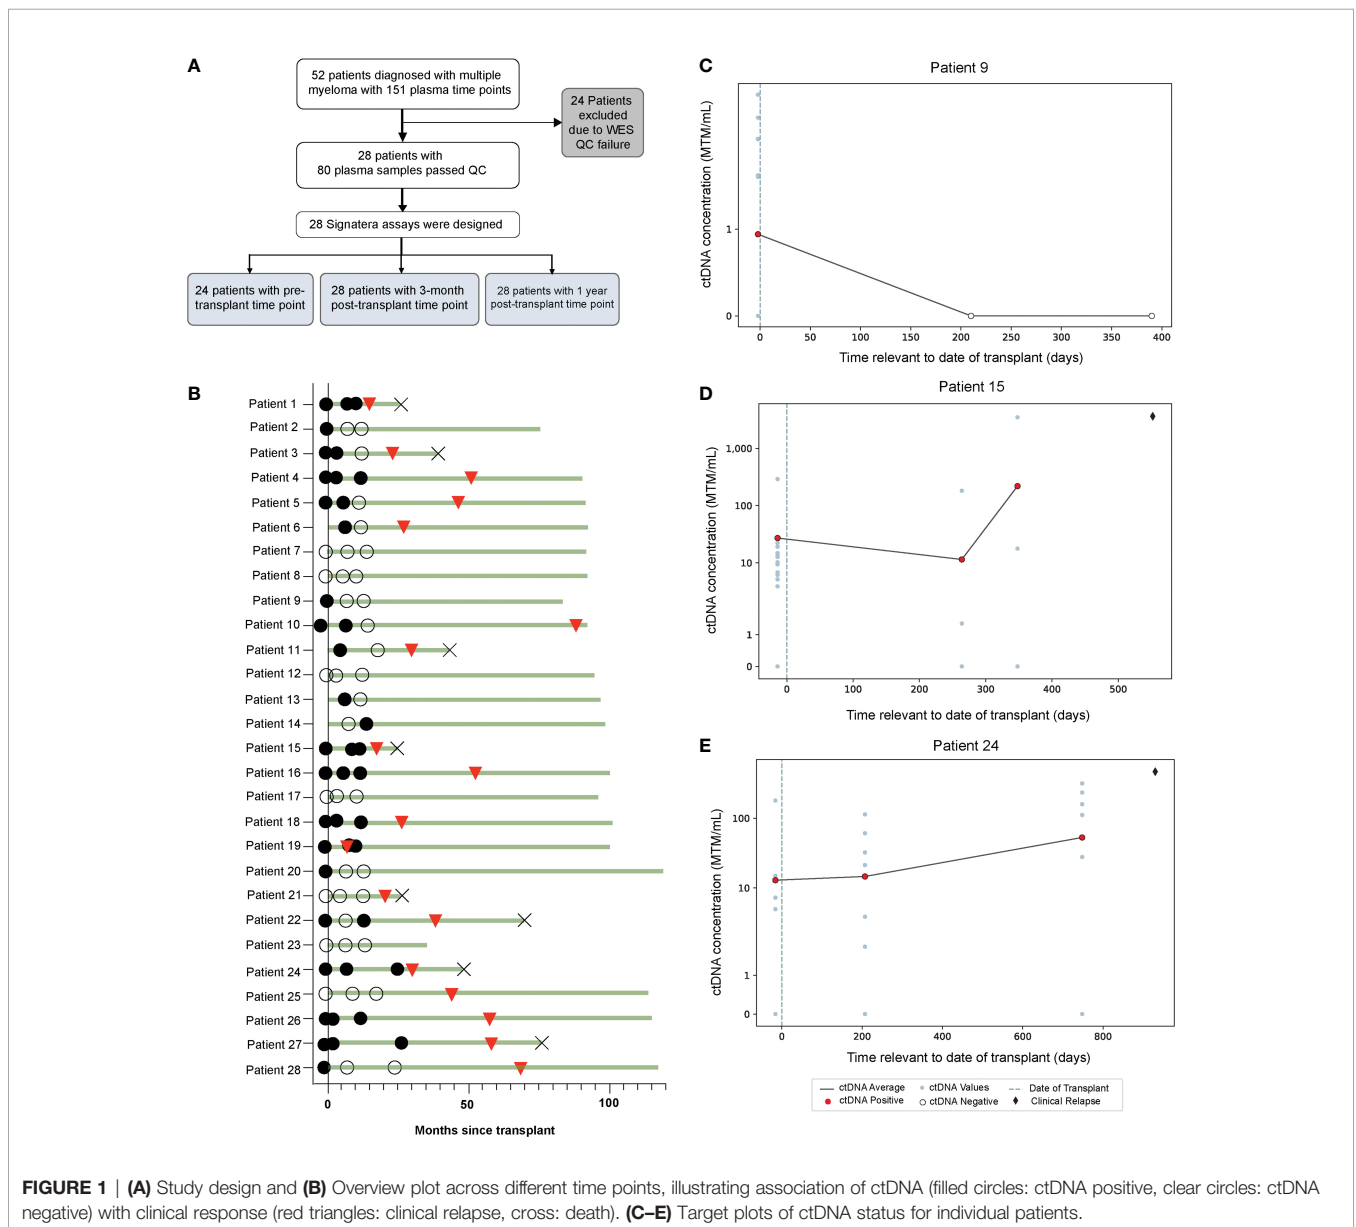 A
52 patients diagnosed with multiple
myeloma with 151 plasma time points
24 Patients
excluded
due to WES
QC failure
28 patients with
80 plasma samples passed QC
28 Signatera assays were designed
24 patients with pre-
transplant time point
28 patients with 3-month
post-transplant time point
28 patients with 1 year
post-transplant time point
B
Patient 1
Patient 2
Patient 3
Patient 4
Patient 5
Patient 6
Patient 7
Patient 8
Patient 9
Patient 10
Patient 11
Patient 12
Patient 13
Patient 14
Patient 15
Patient 16
Patient 17
Patient 18
Patient 19
Patient 20
Patient 21
Patient 22
Patient 23
Patient 24
Patient 25
Patient 26
Patient 27
Patient 28
0 50 100
Months since transplant
C
Patient 9
ctDNA concentration (MTM/mL)
1
0
0 50 100 150 200 250 300 350 400
Time relevant to date of transplant (days)
D
Patient 15
ctDNA concentration (MTM/mL)
1,000
100
10
1
0
0 100 200 300 400 500
Time relevant to date of transplant (days)
E
Patient 24
ctDNA concentration (MTM/mL)
100
10
1
0
0 200 400 600 800
Time relevant to date of transplant (days)
ctDNA Average ctDNA Values Date of Transplant
ctDNA Positive ctDNA Negative Clinical Relapse
FIGURE 1 | (A) Study design and (B) Overview plot across different time points, illustrating association of ctDNA (filled circles: ctDNA positive, clear circles: ctDNA
negative) with clinical response (red triangles: clinical relapse, cross: death). (C–E) Target plots of ctDNA status for individual patients.